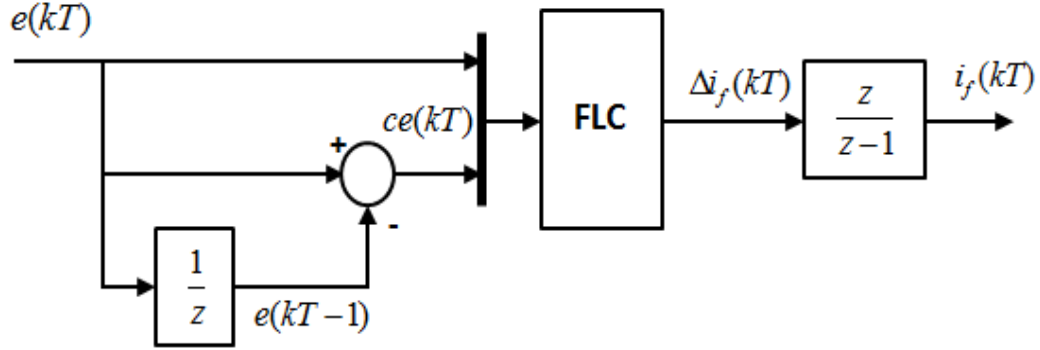 e(kT)
Δi_f(kT)
i_f(kT)
FLC
z
z−1
ce(kT)
+
-
1
z
e(kT−1)